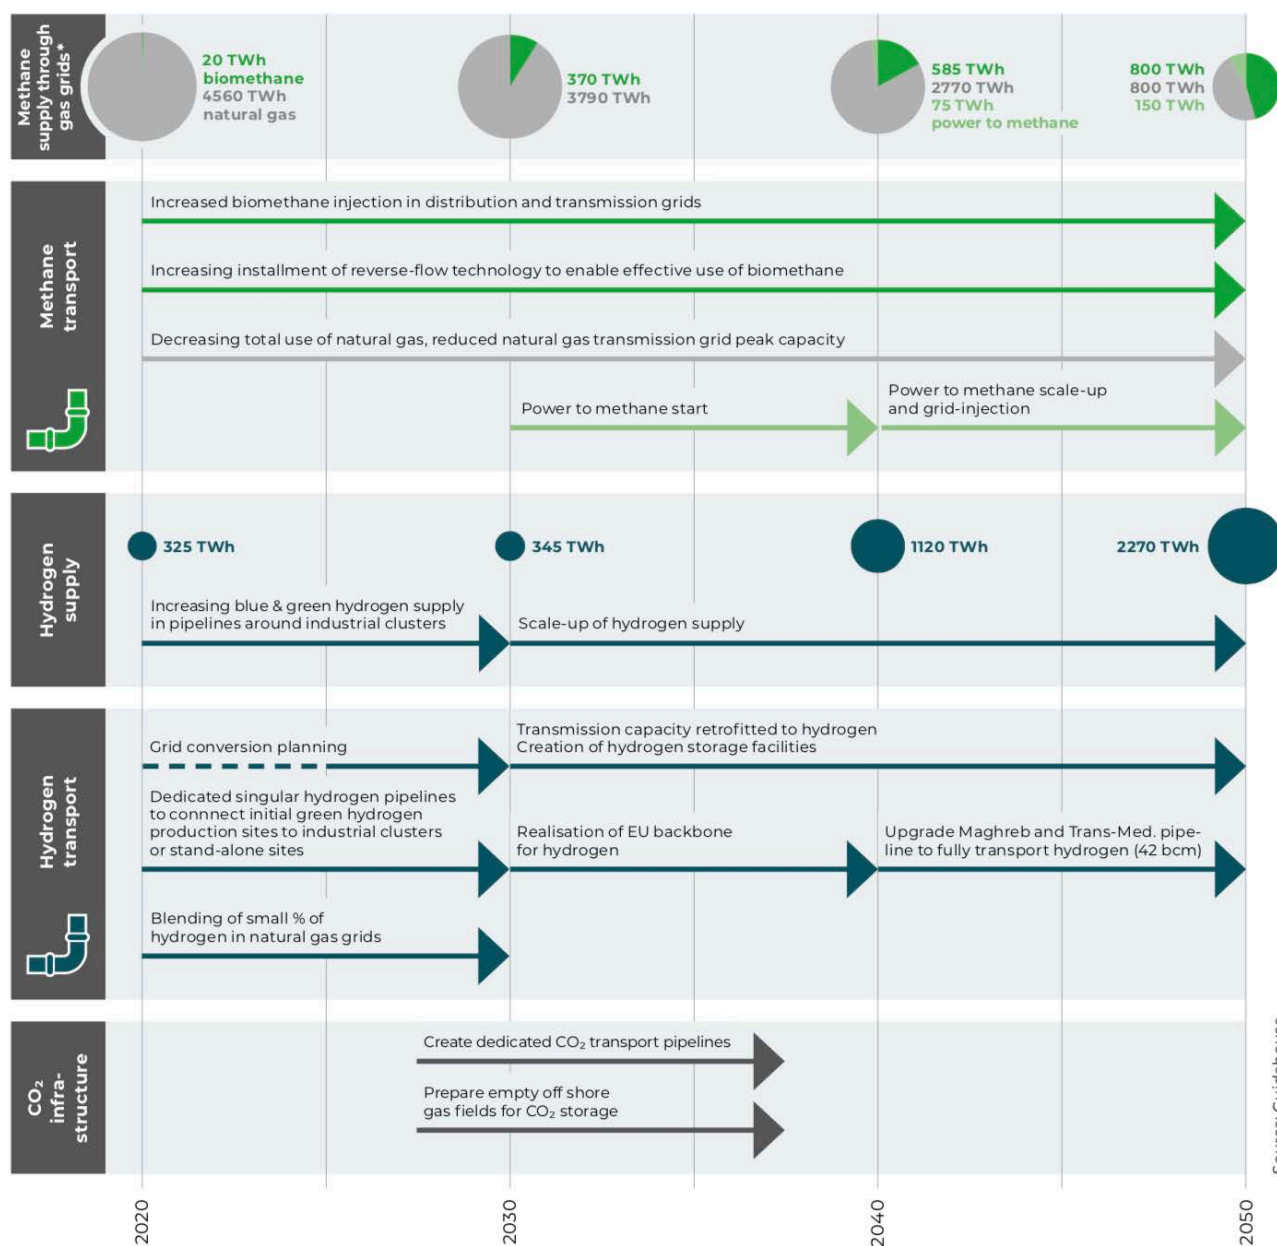 Methane
supply through
gas grids*
20 TWh
biomethane
4560 TWh
natural gas
370 TWh
3790 TWh
585 TWh
2770 TWh
75 TWh
power to methane
800 TWh
800 TWh
150 TWh
Methane
transport
Increased biomethane injection in distribution and transmission grids
Increasing installment of reverse-flow technology to enable effective use of biomethane
Decreasing total use of natural gas, reduced natural gas transmission grid peak capacity
Power to methane start
Power to methane scale-up
and grid-injection
Hydrogen
supply
325 TWh
345 TWh
1120 TWh
2270 TWh
Increasing blue & green hydrogen supply
in pipelines around industrial clusters
Scale-up of hydrogen supply
Hydrogen
transport
Grid conversion planning
Transmission capacity retrofitted to hydrogen
Creation of hydrogen storage facilities
Dedicated singular hydrogen pipelines
to connnect initial green hydrogen
production sites to industrial clusters
or stand-alone sites
Realisation of EU backbone
for hydrogen
Upgrade Maghreb and Trans-Med. pipe-
line to fully transport hydrogen (42 bcm)
Blending of small % of
hydrogen in natural gas grids
CO₂
infra-
structure
Create dedicated CO₂ transport pipelines
Prepare empty off shore
gas fields for CO₂ storage
2020
2030
2040
2050